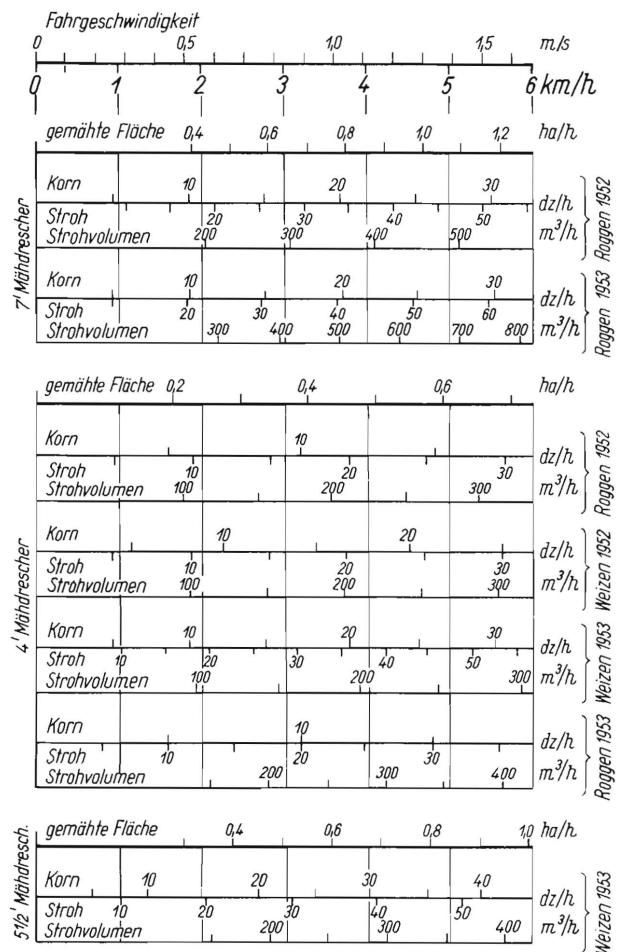 Fahrgeschwindigkeit
0 0,5 1,0 1,5 m/s
0 1 2 3 4 5 6 km/h
gemähte Fläche 0,4 0,6 0,8 1,0 1,2 ha/h
7' Mähdrescher
Korn 10 20 30 dz/h
Stroh 20 30 40 50
Strohvolumen 200 300 400 500 m³/h
Roggen 1952
Korn 10 20 30 dz/h
Stroh 20 30 40 50 60
Strohvolumen 300 400 500 600 700 800 m³/h
Roggen 1953
gemähte Fläche 0,2 0,4 0,6 ha/h
4' Mähdrescher
Korn 10 dz/h
Stroh 10 20 30
Strohvolumen 100 200 300 m³/h
Roggen 1952
Korn 10 20 dz/h
Stroh 10 20 30
Strohvolumen 100 200 300 m³/h
Weizen 1952
Korn 10 20 30 dz/h
Stroh 10 20 30 40 50
Strohvolumen 100 200 300 m³/h
Weizen 1953
Korn 10 dz/h
Stroh 10 20 30
Strohvolumen 200 300 400 m³/h
Roggen 1953
gemähte Fläche 0,4 0,6 0,8 1,0 ha/h
5 1/2' Mähdresch.
Korn 10 20 30 40 dz/h
Stroh 10 20 30 40 50
Strohvolumen 200 300 400 m³/h
Weizen 1953